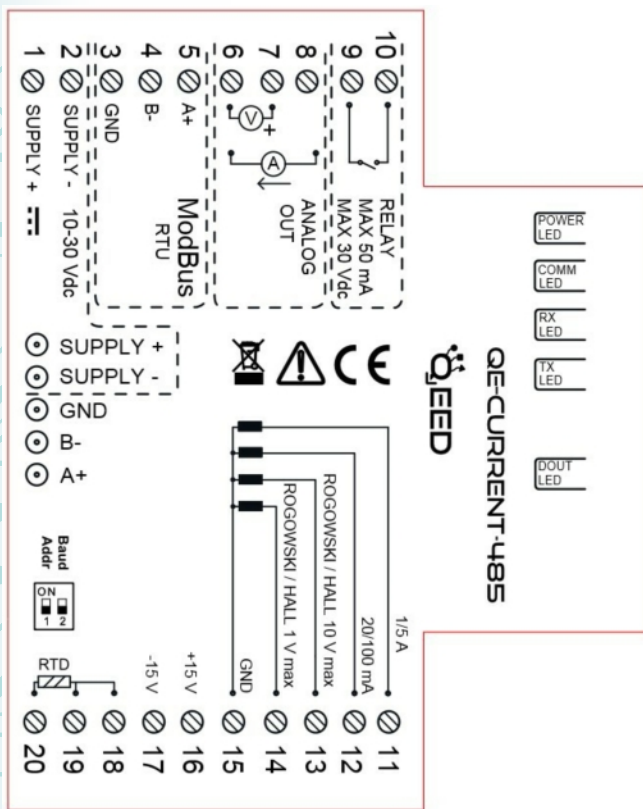 1
2
3
4
5
6
7
8
9
10
SUPPLY +
SUPPLY -
10-30 Vdc
GND
B-
A+
ModBus
RTU
V
+
A
ANALOG
OUT
RELAY
MAX 50 mA
MAX 30 Vdc
SUPPLY +
SUPPLY -
GND
B-
A+
CE
QEED
QE-CURRENT-485
POWER
LED
COMM
LED
RX
LED
TX
LED
DOUT
LED
Baud
Addr
ON
1 2
RTD
-15 V
+15 V
GND
ROGOWSKI / HALL 1 V max
ROGOWSKI / HALL 10 V max
20/100 mA
1/5 A
20
19
18
17
16
15
14
13
12
11